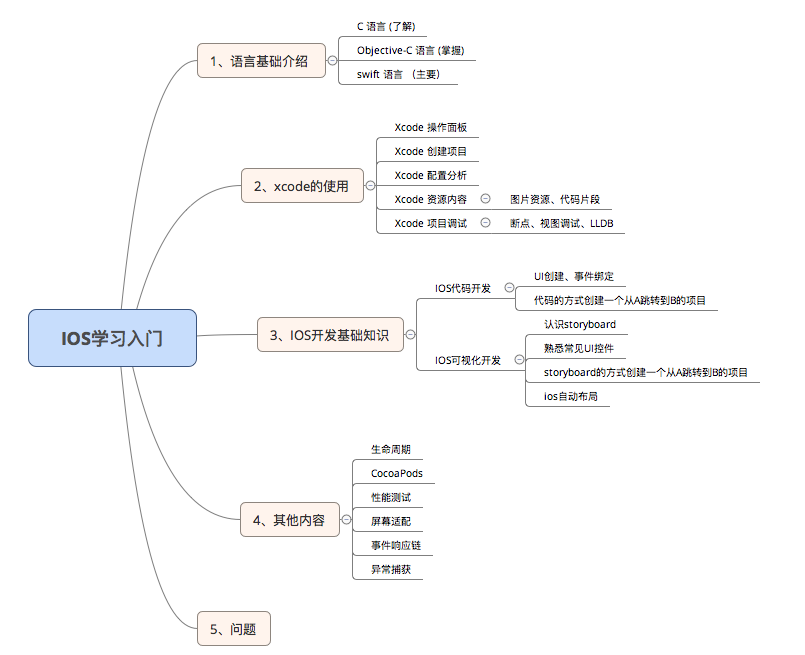 IOS学习入门
1、语言基础介绍
C 语言 (了解)
Objective-C 语言 (掌握)
swift 语言 （主要）
2、xcode的使用
Xcode 操作面板
Xcode 创建项目
Xcode 配置分析
Xcode 资源内容
图片资源、代码片段
Xcode 项目调试
断点、视图调试、LLDB
3、IOS开发基础知识
IOS代码开发
UI创建、事件绑定
代码的方式创建一个从A跳转到B的项目
IOS可视化开发
认识storyboard
熟悉常见UI控件
storyboard的方式创建一个从A跳转到B的项目
ios自动布局
4、其他内容
生命周期
CocoaPods
性能测试
屏幕适配
事件响应链
异常捕获
5、问题